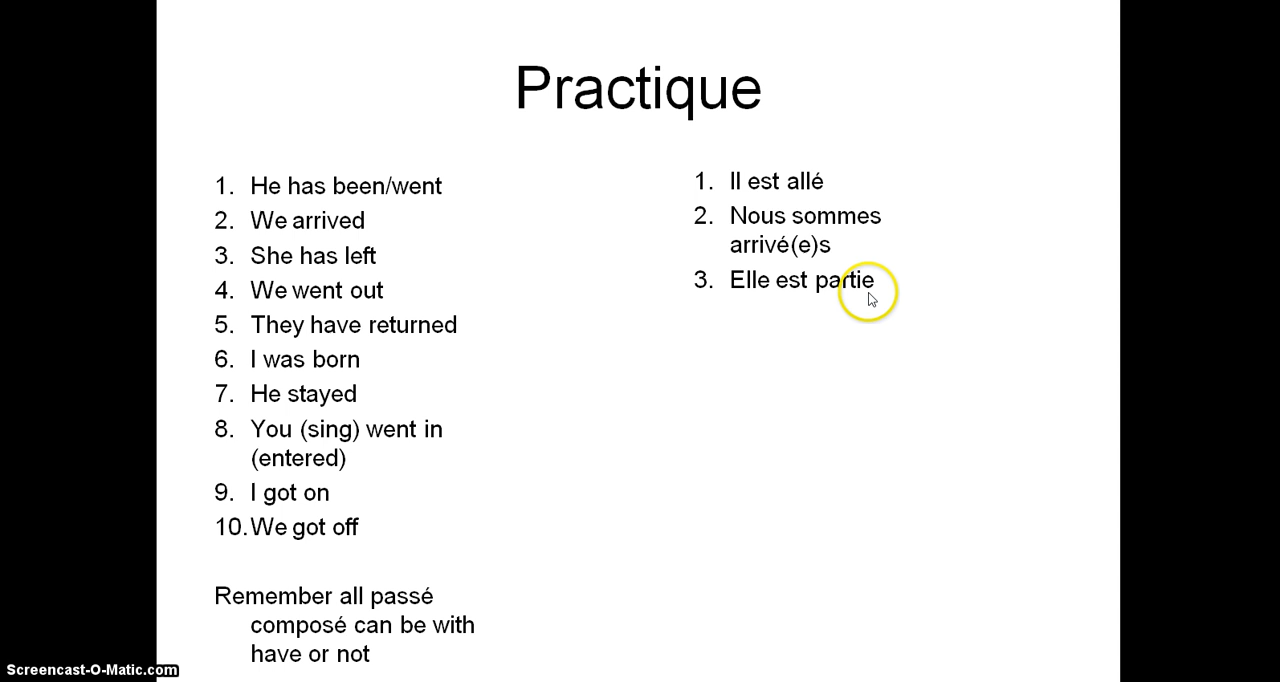 Practique
1. He has been/went
2. We arrived
3. She has left
4. We went out
5. They have returned
6. I was born
7. He stayed
8. You (sing) went in
(entered)
9. I got on
10. We got off
Remember all passé
composé can be with
have or not
1. Il est allé
2. Nous sommes
arrivé(e)s
3. Elle est partie
Screencast-O-Matic.com